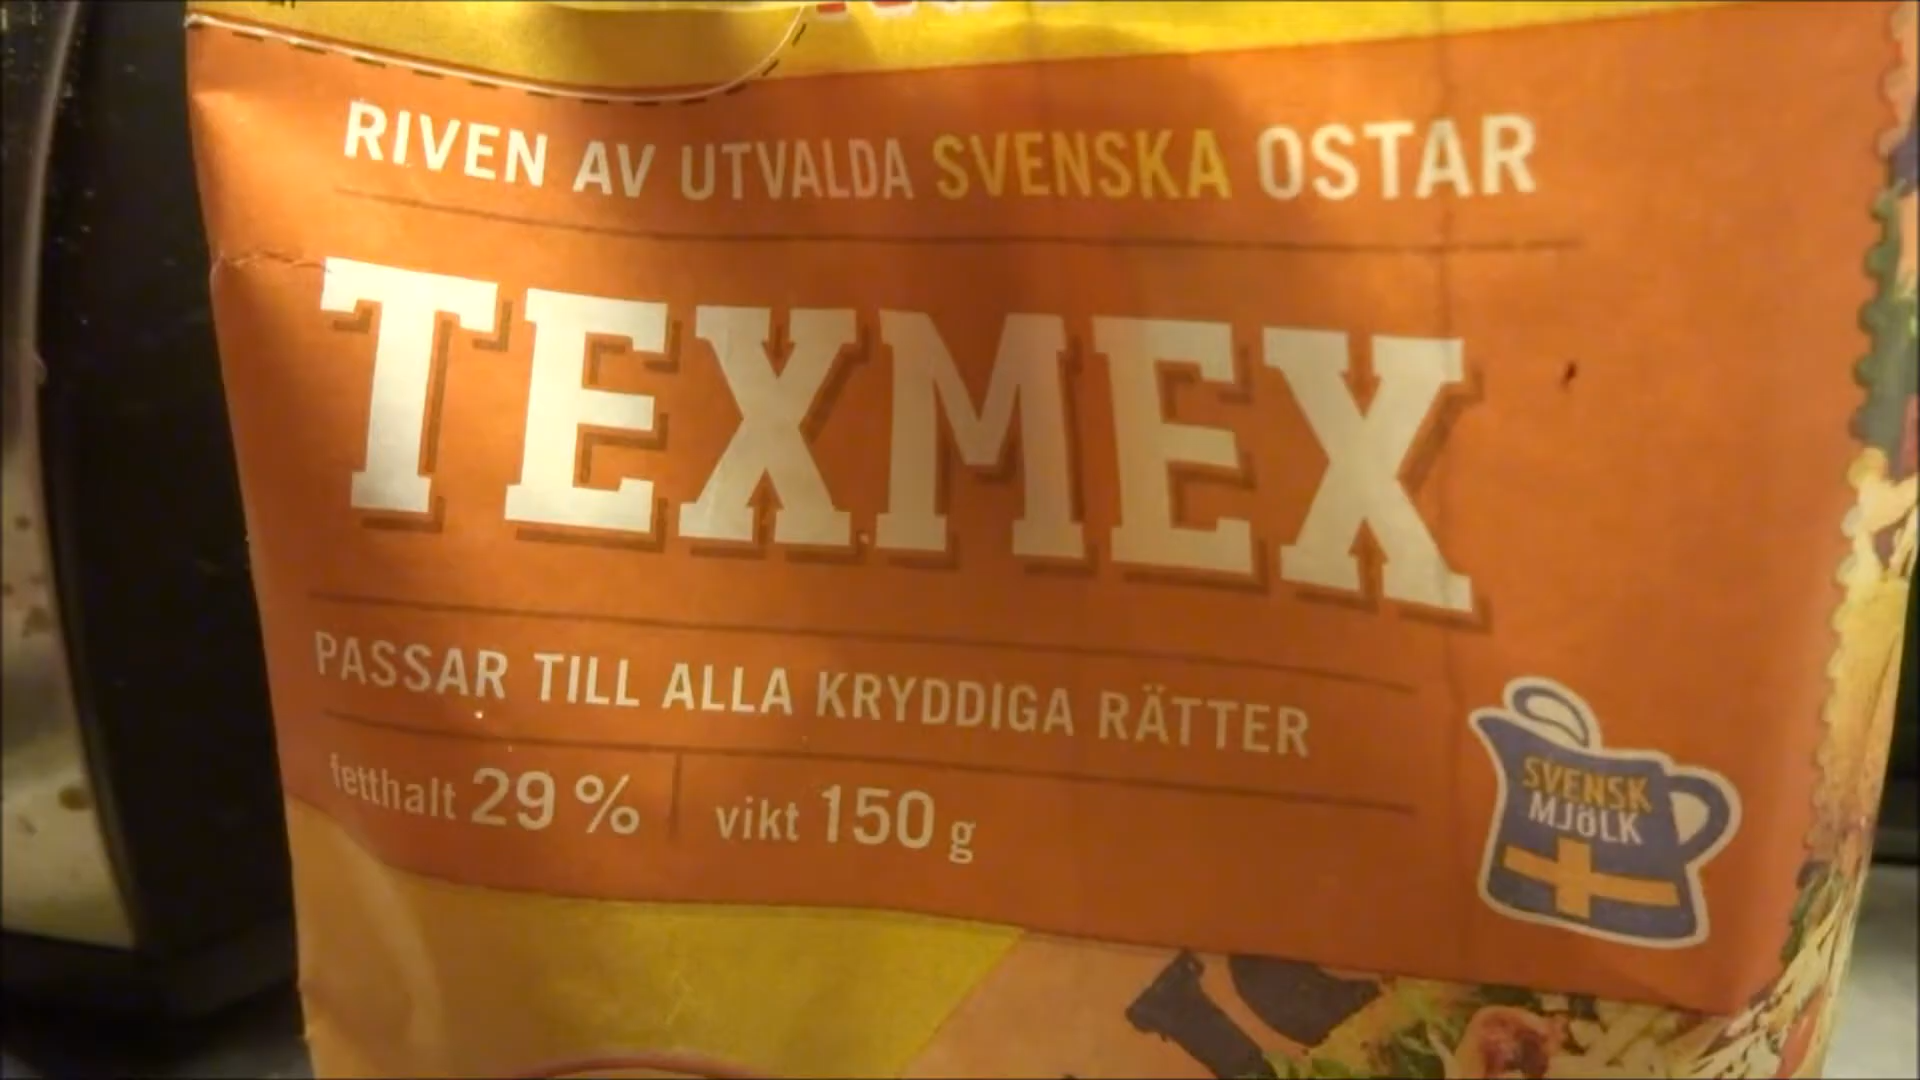 RIVEN AV UTVALDA SVENSKA OSTAR
TEXMEX
PASSAR TILL ALLA KRYDDIGA RÄTTER
fetthalt 29 % vikt 150 g
SVENSK
MJÖLK